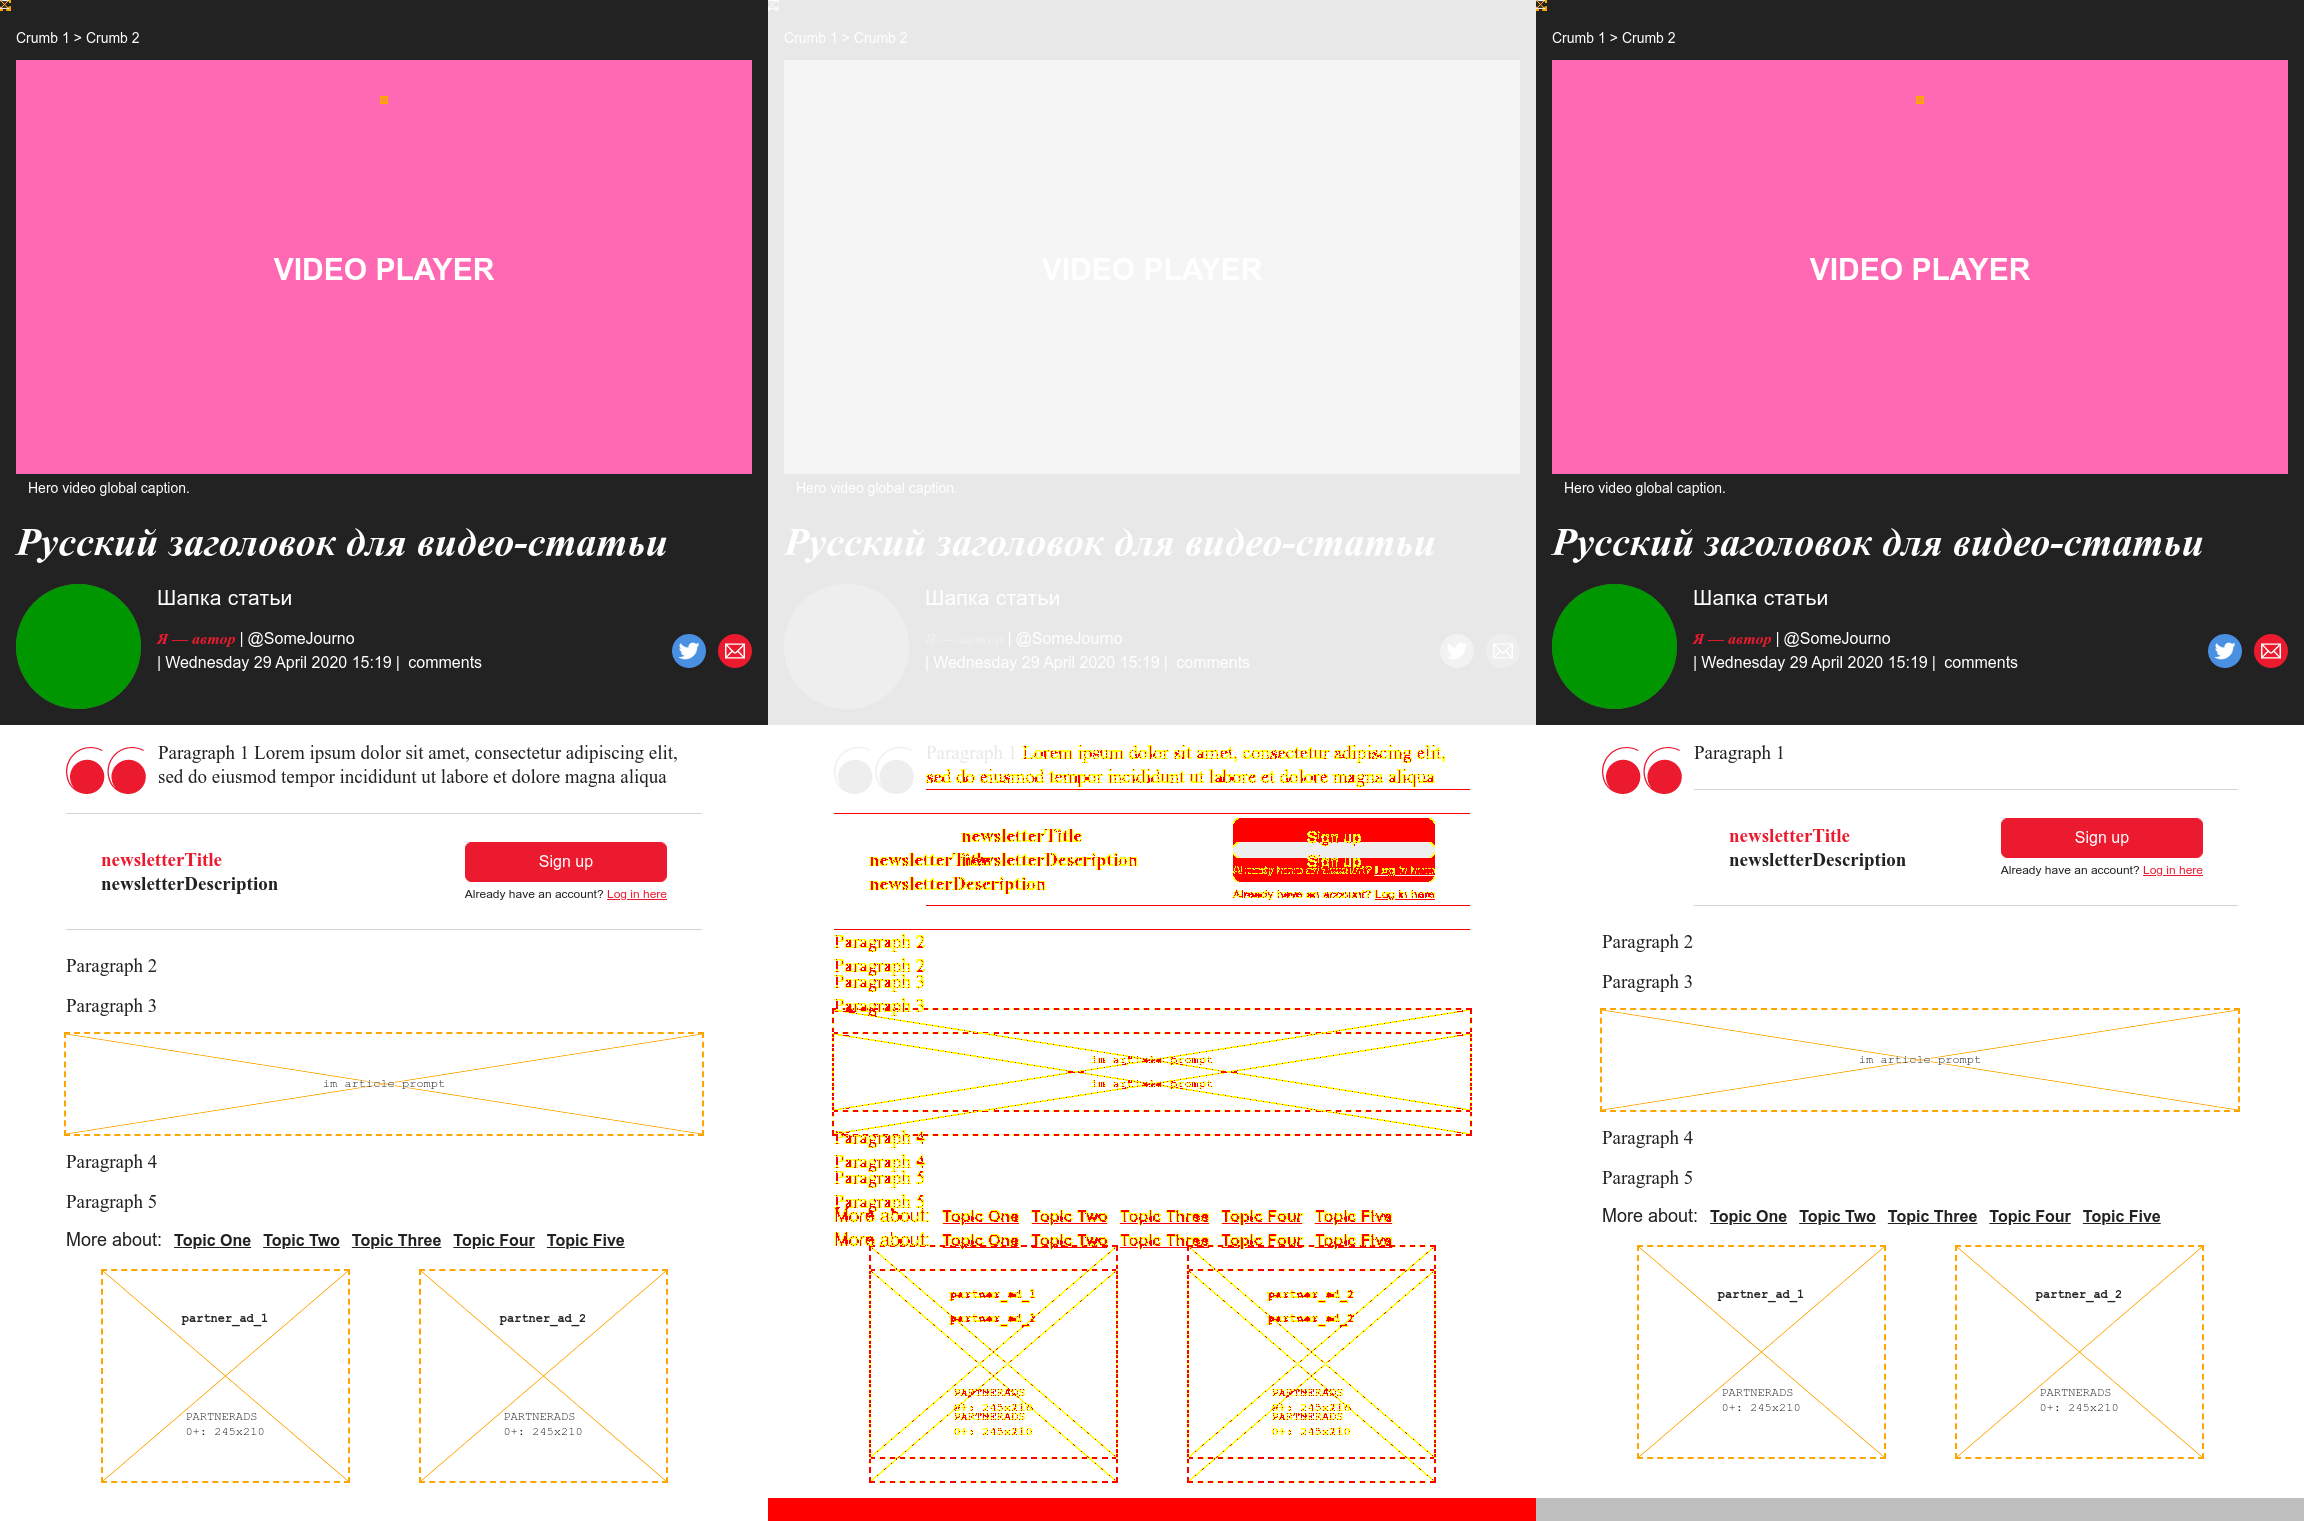 Crumb 1 > Crumb 2
VIDEO PLAYER
Hero video global caption.
Русский заголовок для видео-статьи
Шапка статьи
Я — автор | @SomeJourno
| Wednesday 29 April 2020 15:19 | comments
Paragraph 1 Lorem ipsum dolor sit amet, consectetur adipiscing elit,
sed do eiusmod tempor incididunt ut labore et dolore magna aliqua
newsletterTitle
newsletterDescription
Sign up
Already have an account? Log in here
Paragraph 2
Paragraph 3
im article prompt
Paragraph 4
Paragraph 5
More about: Topic One Topic Two Topic Three Topic Four Topic Five
partner_ad_1
PARTNERADS
0+: 245x210
partner_ad_2
PARTNERADS
0+: 245x210
Crumb 1 > Crumb 2
VIDEO PLAYER
Hero video global caption.
Русский заголовок для видео-статьи
Шапка статьи
Я — автор | @SomeJourno
| Wednesday 29 April 2020 15:19 | comments
Paragraph 1 Lorem ipsum dolor sit amet, consectetur adipiscing elit,
sed do eiusmod tempor incididunt ut labore et dolore magna aliqua
newsletterTitle
newsletterDescription
newsletterDescription
Sign up
Sign up
Already have an account? Log in here
Already have an account? Log in here
Paragraph 2
Paragraph 2
Paragraph 3
Paragraph 3
im article prompt
im article prompt
Paragraph 4
Paragraph 4
Paragraph 5
Paragraph 5
More about: Topic One Topic Two Topic Three Topic Four Topic Five
More about: Topic One Topic Two Topic Three Topic Four Topic Five
partner_ad_1
partner_ad_1
PARTNERADS
0+: 245x210
PARTNERADS
0+: 245x210
partner_ad_2
partner_ad_2
PARTNERADS
0+: 245x210
PARTNERADS
0+: 245x210
Crumb 1 > Crumb 2
VIDEO PLAYER
Hero video global caption.
Русский заголовок для видео-статьи
Шапка статьи
Я — автор | @SomeJourno
| Wednesday 29 April 2020 15:19 | comments
Paragraph 1
newsletterTitle
newsletterDescription
Sign up
Already have an account? Log in here
Paragraph 2
Paragraph 3
im article prompt
Paragraph 4
Paragraph 5
More about: Topic One Topic Two Topic Three Topic Four Topic Five
partner_ad_1
PARTNERADS
0+: 245x210
partner_ad_2
PARTNERADS
0+: 245x210